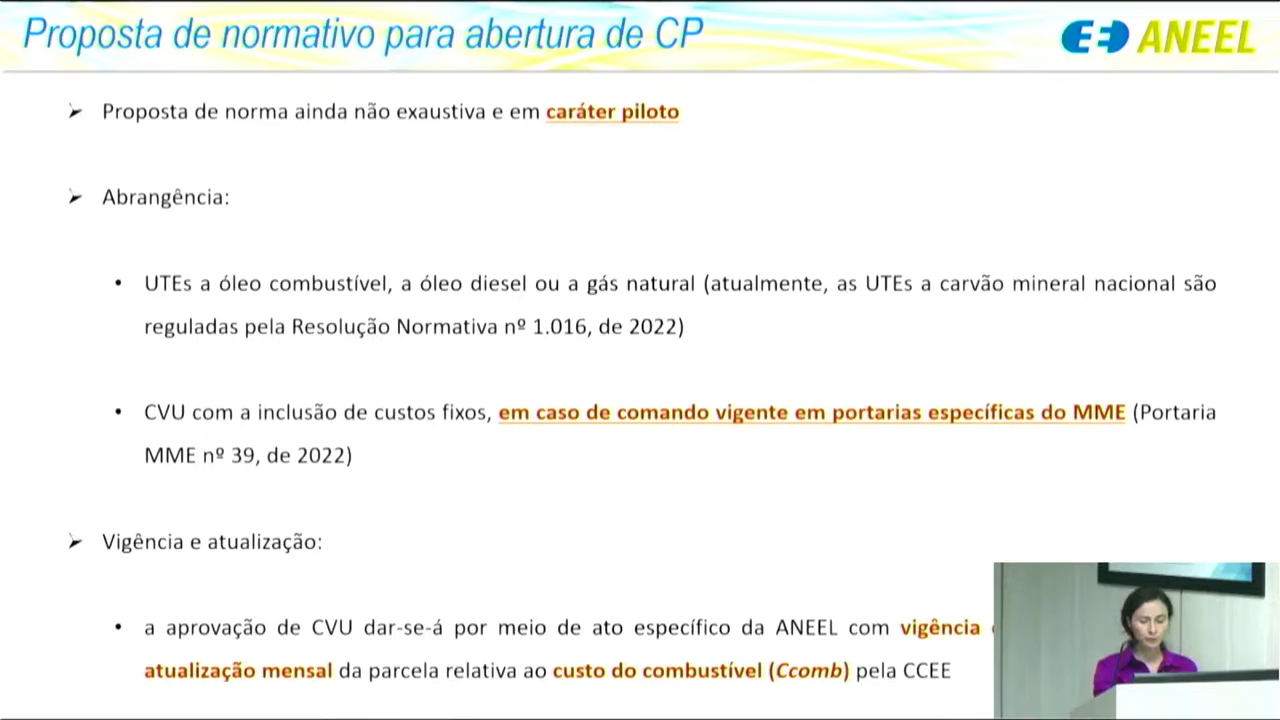 Proposta de normativo para abertura de CP
ANEEL
Proposta de norma ainda não exaustiva e em caráter piloto
Abrangência:
UTEs a óleo combustível, a óleo diesel ou a gás natural (atualmente, as UTEs a carvão mineral nacional são
reguladas pela Resolução Normativa nº 1.016, de 2022)
CVU com a inclusão de custos fixos, em caso de comando vigente em portarias específicas do MME (Portaria
MME nº 39, de 2022)
Vigência e atualização:
a aprovação de CVU dar-se-á por meio de ato específico da ANEEL com vigência
atualização mensal da parcela relativa ao custo do combustível (Ccomb) pela CCEE